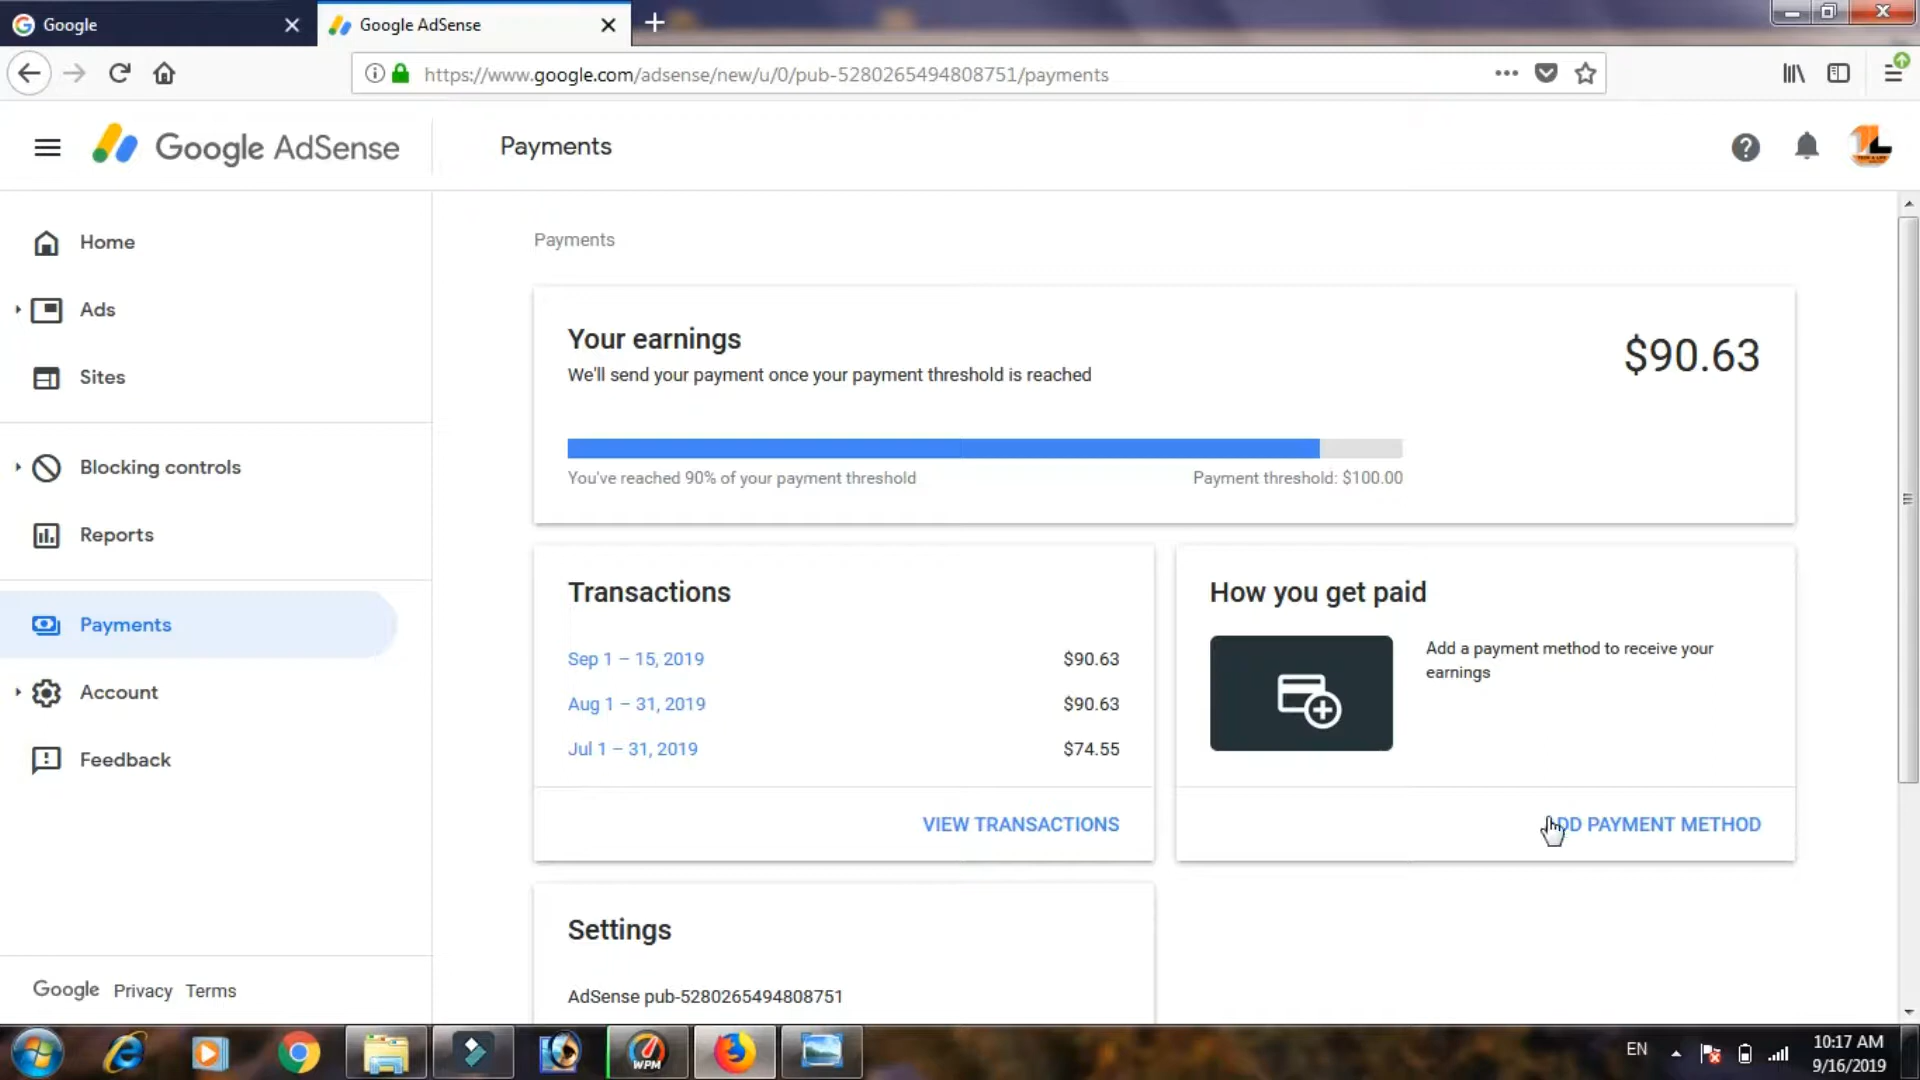 Google
Google AdSense
https://www.google.com/adsense/new/u/0/pub-5280265494808751/payments
Google AdSense
Payments
Home
Ads
Sites
Blocking controls
Reports
Payments
Account
Feedback
Google Privacy Terms
Payments
Your earnings
$90.63
We'll send your payment once your payment threshold is reached
You've reached 90% of your payment threshold
Payment threshold: $100.00
Transactions
Sep 1 – 15, 2019 $90.63
Aug 1 – 31, 2019 $90.63
Jul 1 – 31, 2019 $74.55
VIEW TRANSACTIONS
How you get paid
Add a payment method to receive your
earnings
PAYMENT METHOD
Settings
AdSense pub-5280265494808751
WPM
EN
10:17 AM
9/16/2019